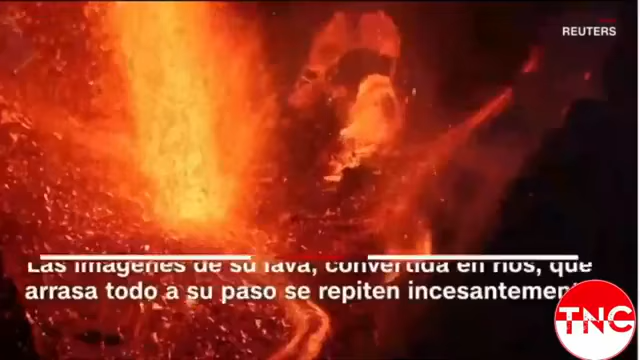 REUTERS
Las imágenes de su lava, convertida en ríos, que
arrasa todo a su paso se repiten
TNC